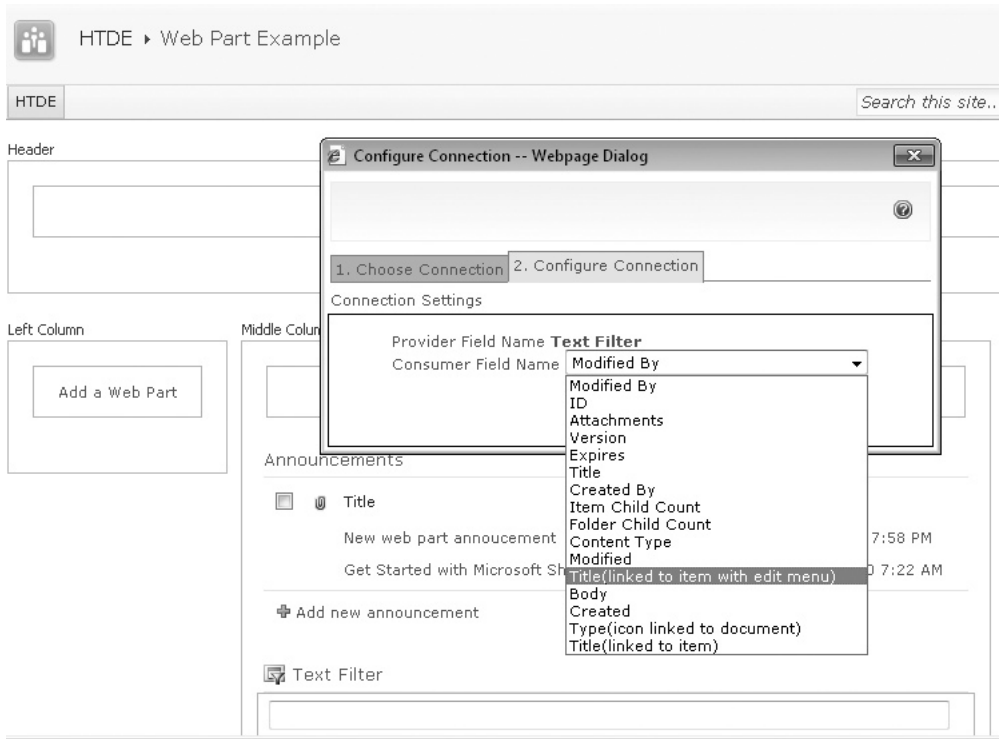 HTDE ▸ Web Part Example
HTDE
Search this site..
Header
Configure Connection -- Webpage Dialog
1. Choose Connection
2. Configure Connection
Connection Settings
Provider Field Name Text Filter
Consumer Field Name Modified By
Modified By
ID
Attachments
Version
Expires
Title
Created By
Item Child Count
Folder Child Count
Content Type
Modified
Title(linked to item with edit menu)
Body
Created
Type(icon linked to document)
Title(linked to item)
Left Column
Add a Web Part
Middle Colum
Announcements
Title
New web part annoucement 7:58 PM
Get Started with Microsoft Sh 0 7:22 AM
Add new announcement
Text Filter